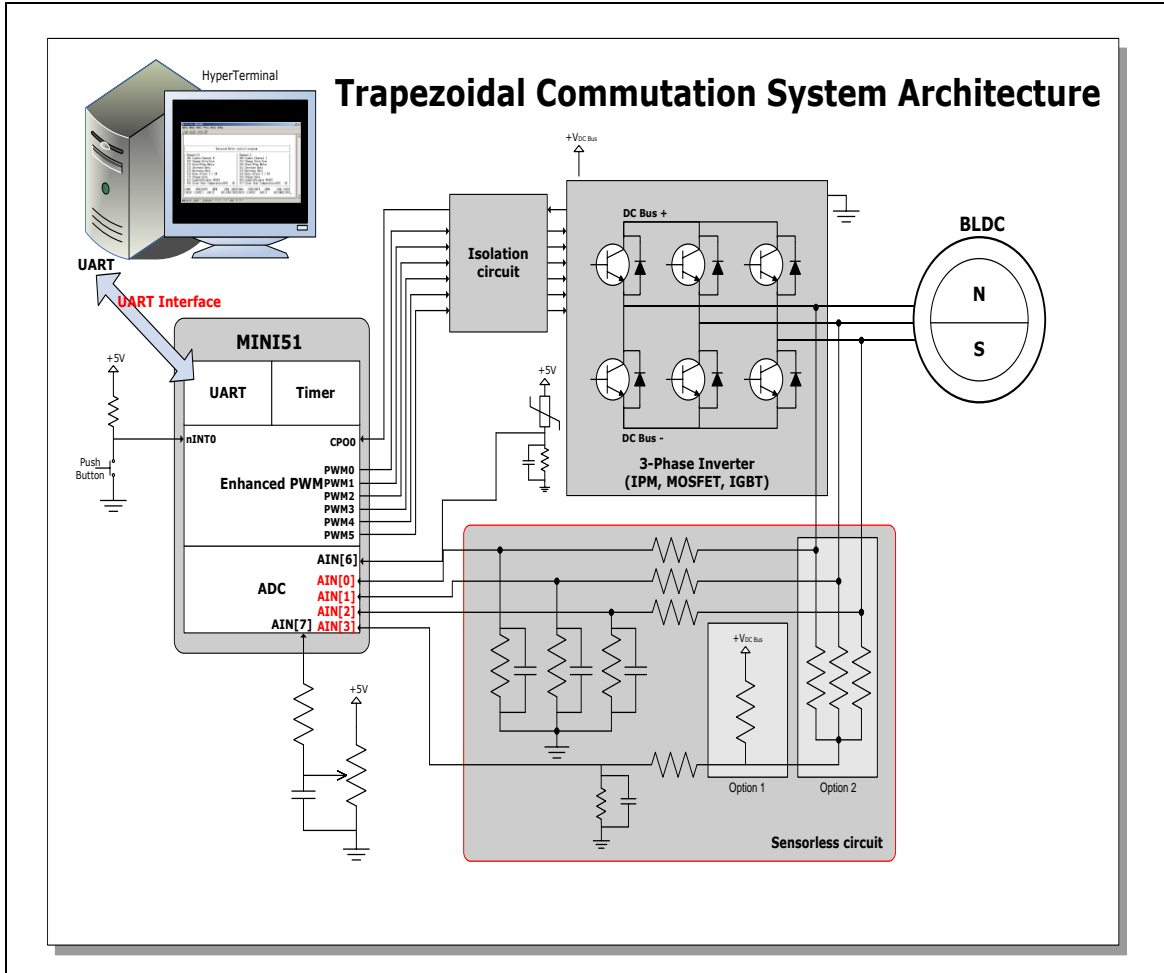 HyperTerminal
Trapezoidal Commutation System Architecture
+VDC Bus
UART
UART Interface
Isolation
circuit
DC Bus +
DC Bus -
3-Phase Inverter
(IPM, MOSFET, IGBT)
BLDC
N
S
MINI51
UART
Timer
+5V
nINT0
Push
Button
CPO0
Enhanced PWM
PWM0
PWM1
PWM2
PWM3
PWM4
PWM5
+5V
ADC
AIN[6]
AIN[0]
AIN[1]
AIN[2]
AIN[7]
AIN[3]
+5V
+VDC Bus
Option 1
Option 2
Sensorless circuit